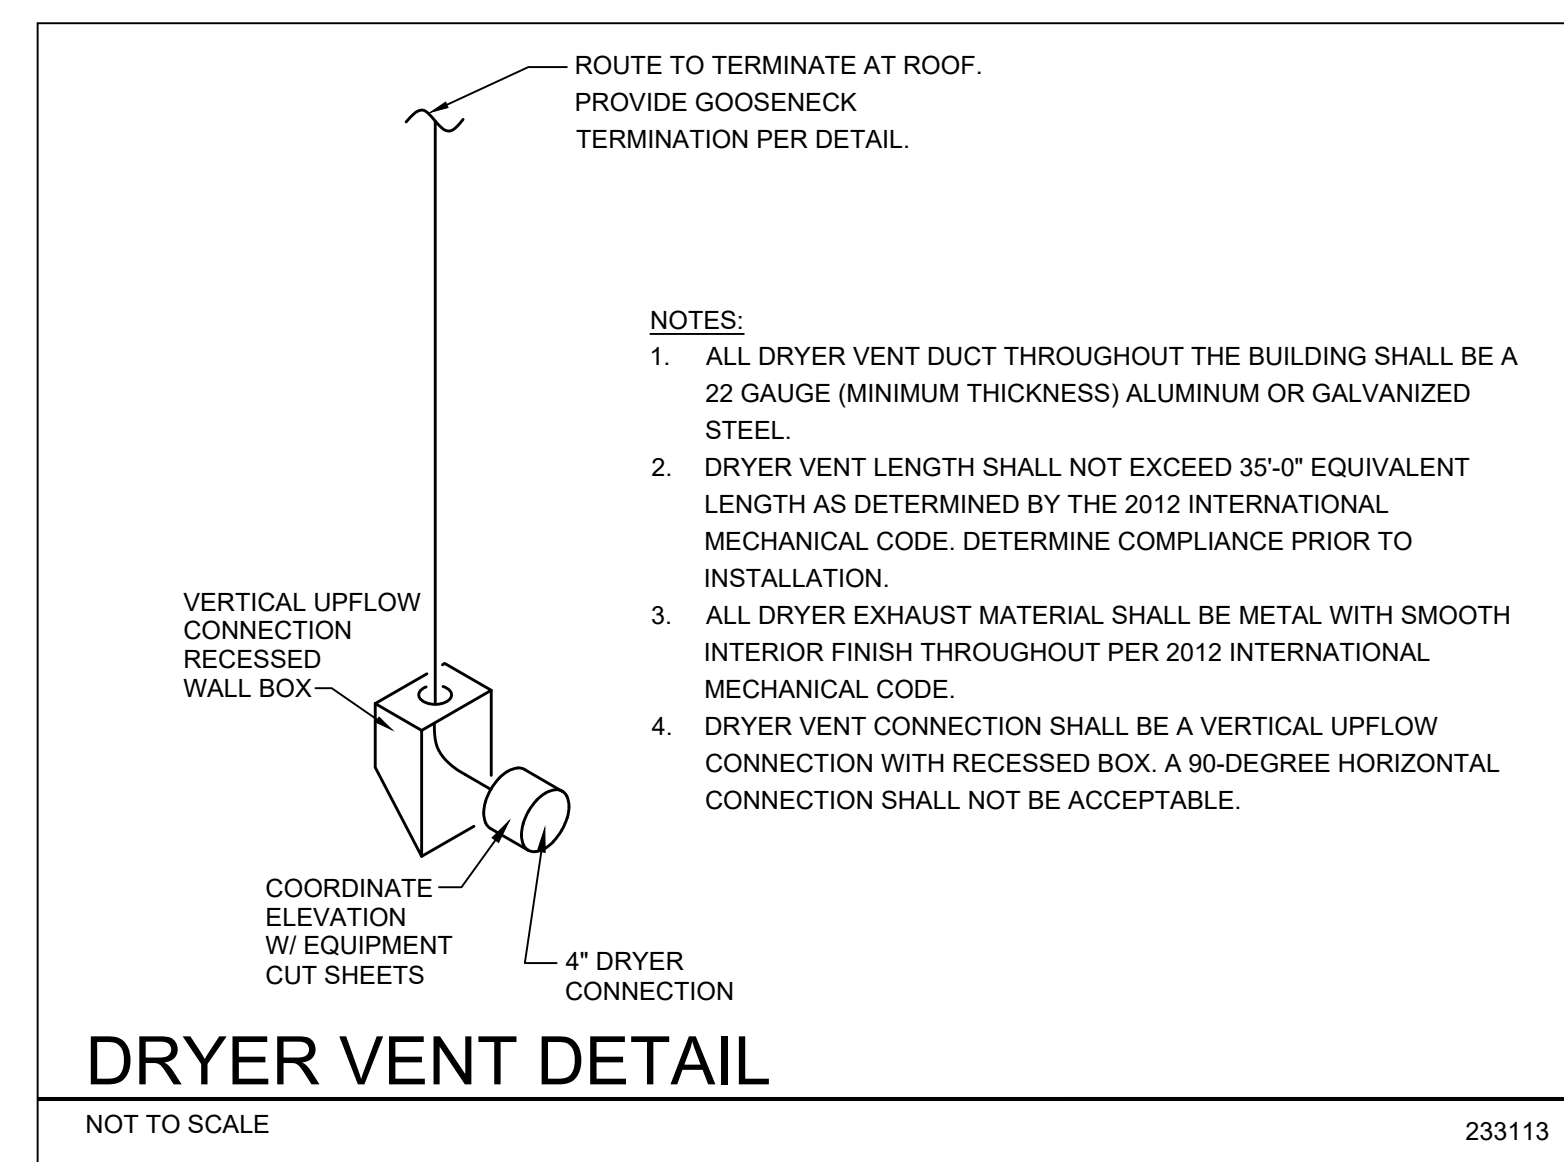 ROUTE TO TERMINATE AT ROOF.
PROVIDE GOOSENECK
TERMINATION PER DETAIL.
NOTES:
1. ALL DRYER VENT DUCT THROUGHOUT THE BUILDING SHALL BE A
22 GAUGE (MINIMUM THICKNESS) ALUMINUM OR GALVANIZED
STEEL.
2. DRYER VENT LENGTH SHALL NOT EXCEED 35'-0" EQUIVALENT
LENGTH AS DETERMINED BY THE 2012 INTERNATIONAL
MECHANICAL CODE. DETERMINE COMPLIANCE PRIOR TO
INSTALLATION.
3. ALL DRYER EXHAUST MATERIAL SHALL BE METAL WITH SMOOTH
INTERIOR FINISH THROUGHOUT PER 2012 INTERNATIONAL
MECHANICAL CODE.
4. DRYER VENT CONNECTION SHALL BE A VERTICAL UPFLOW
CONNECTION WITH RECESSED BOX. A 90-DEGREE HORIZONTAL
CONNECTION SHALL NOT BE ACCEPTABLE.
VERTICAL UPFLOW
CONNECTION
RECESSED
WALL BOX
COORDINATE
ELEVATION
W/ EQUIPMENT
CUT SHEETS
4" DRYER
CONNECTION
DRYER VENT DETAIL
NOT TO SCALE
233113